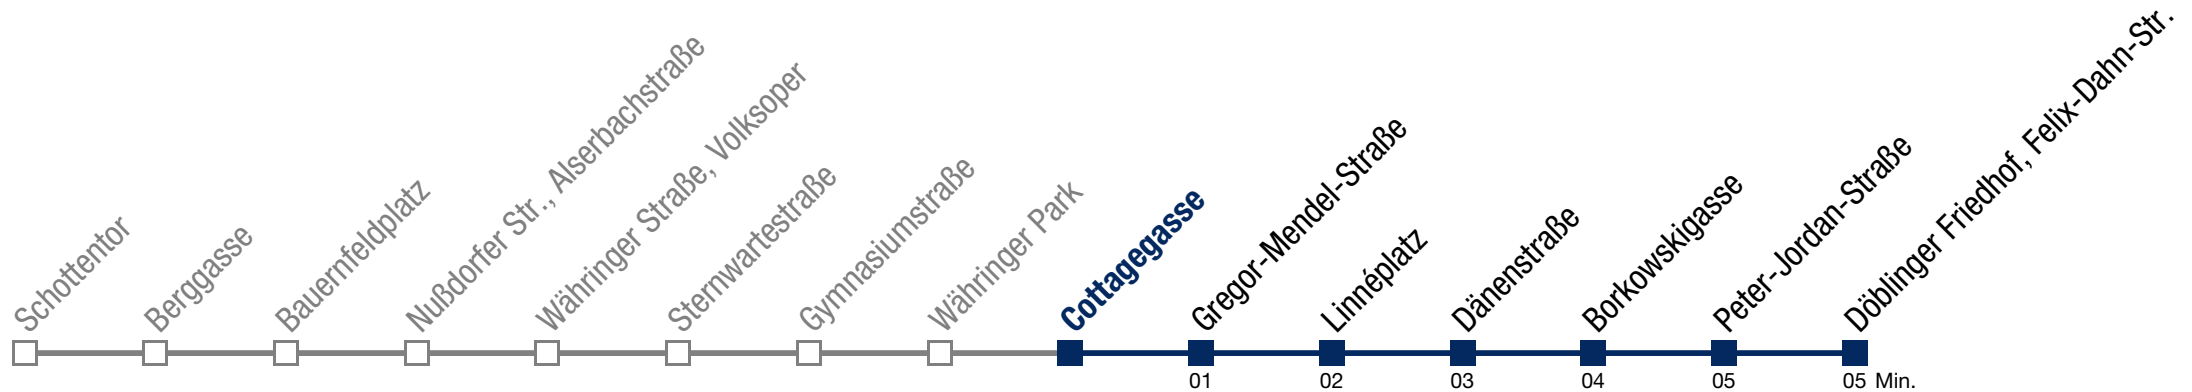 Schottentor
Berggasse
Bauernfeldplatz
Nußdorfer Str., Alserbachstraße
Währinger Straße, Volksoper
Sternwartestraße
Gymnasiumstraße
Währinger Park
Cottagegasse
Gregor-Mendel-Straße
Linnéplatz
Dänenstraße
Borkowskigasse
Peter-Jordan-Straße
Döblinger Friedhof, Felix-Dahn-Str.
01 02 03 04 05 05 Min.